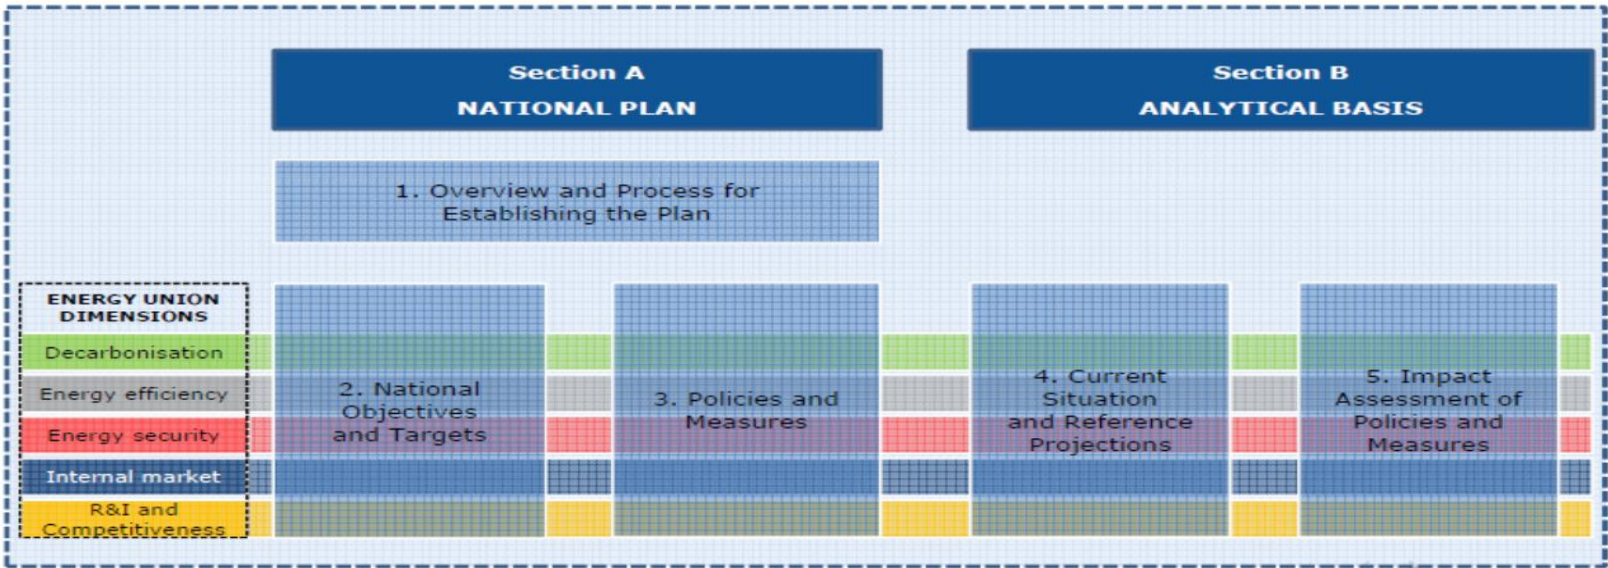 Section A
NATIONAL PLAN
Section B
ANALYTICAL BASIS
1. Overview and Process for
Establishing the Plan
ENERGY UNION
DIMENSIONS
Decarbonisation
Energy efficiency
Energy security
Internal market
R&I and
Competitiveness
2. National
Objectives
and Targets
3. Policies and
Measures
4. Current
Situation
and Reference
Projections
5. Impact
Assessment of
Policies and
Measures